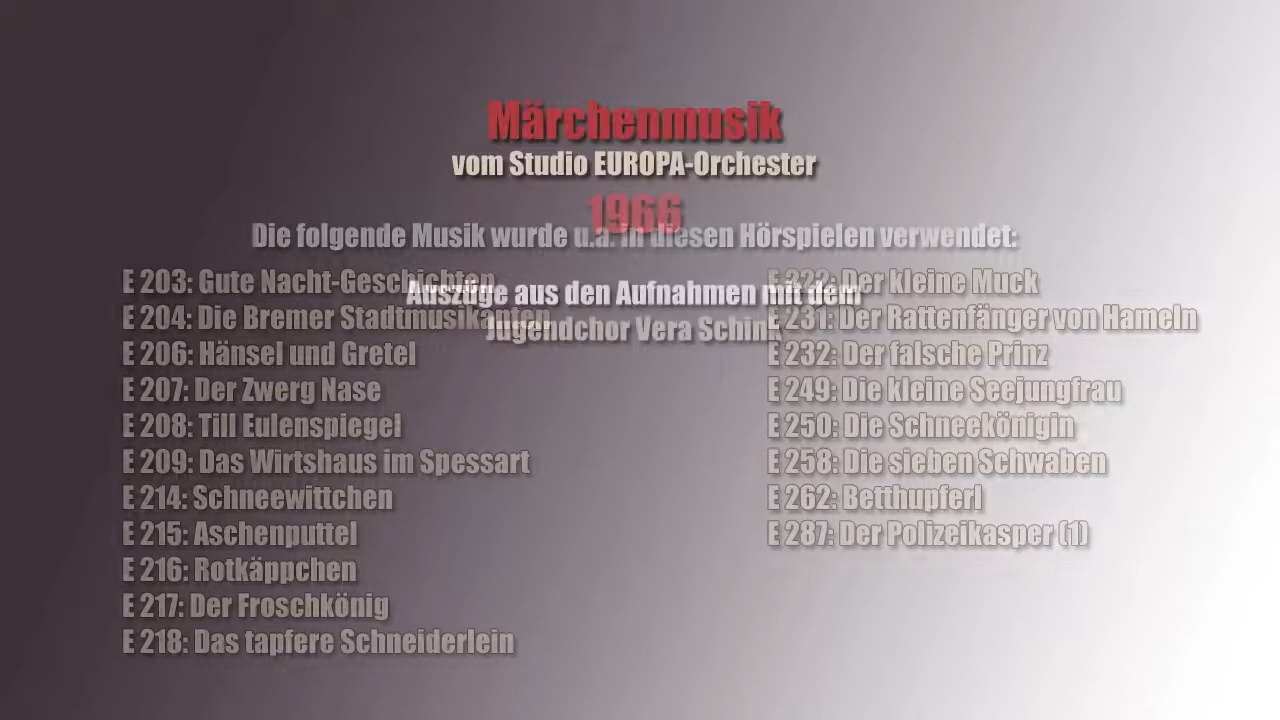 Märchenmusik
vom Studio EUROPA-Orchester
1966
Die folgende Musik wurde u.a. in diesen Hörspielen verwendet:
Auszüge aus den Aufnahmen mit dem
Jugendchor Vera Schink
E 203: Gute Nacht-Geschichten
E 204: Die Bremer Stadtmusikanten
E 206: Hänsel und Gretel
E 207: Der Zwerg Nase
E 208: Till Eulenspiegel
E 209: Das Wirtshaus im Spessart
E 214: Schneewittchen
E 215: Aschenputtel
E 216: Rotkäppchen
E 217: Der Froschkönig
E 218: Das tapfere Schneiderlein
E 222: Der kleine Muck
E 231: Der Rattenfänger von Hameln
E 232: Der falsche Prinz
E 249: Die kleine Seejungfrau
E 250: Die Schneekönigin
E 258: Die sieben Schwaben
E 262: Betthupferl
E 287: Der Polizeikasper (1)